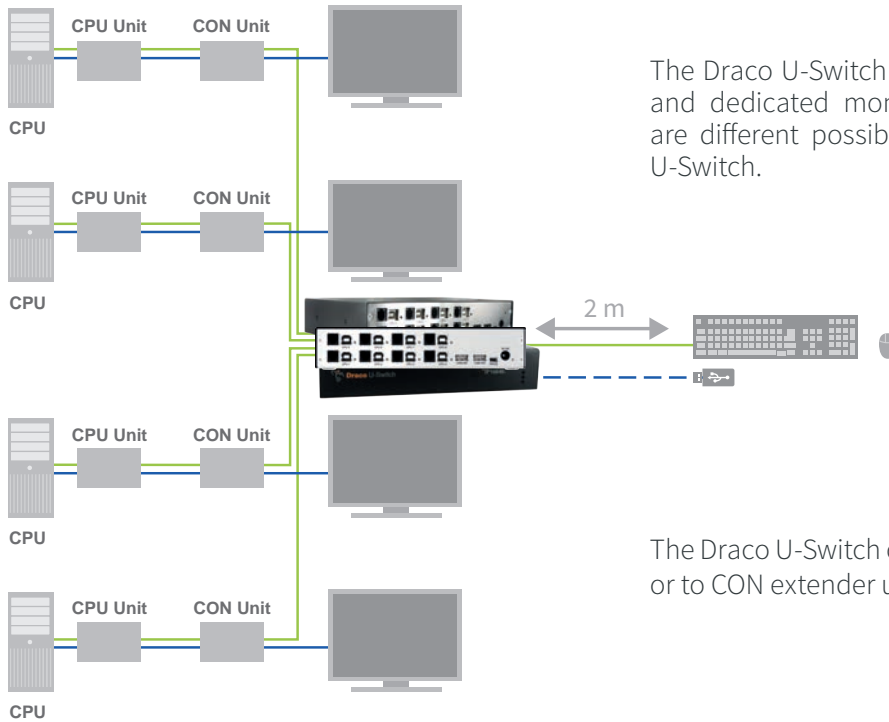 CPU Unit CON Unit
CPU
The Draco U-Switch
and dedicated mor
are different possib
U-Switch.
CPU Unit CON Unit
CPU
2 m
Draco U-Switch
CPU Unit CON Unit
CPU
The Draco U-Switch
or to CON extender u
CPU Unit CON Unit
CPU